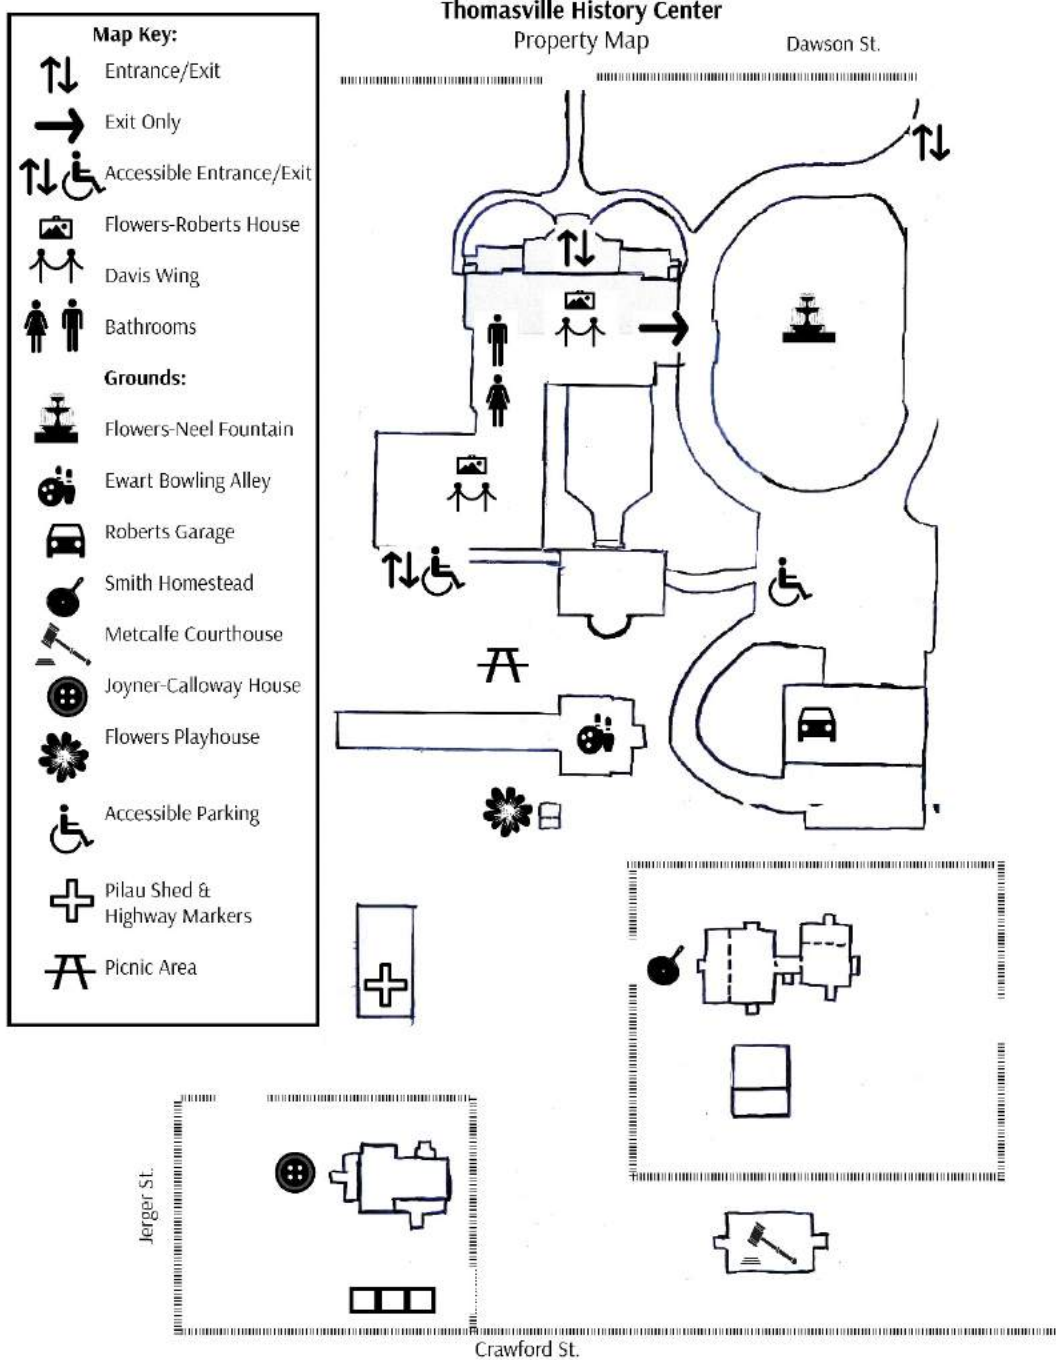 Thomasville History Center
Property Map
Dawson St.
Map Key:
Entrance/Exit
Exit Only
Accessible Entrance/Exit
Flowers-Roberts House
Davis Wing
Bathrooms
Grounds:
Flowers-Neel Fountain
Ewart Bowling Alley
Roberts Garage
Smith Homestead
Metcalfe Courthouse
Joyner-Calloway House
Flowers Playhouse
Accessible Parking
Pilau Shed &
Highway Markers
Picnic Area
Jerger St.
Crawford St.